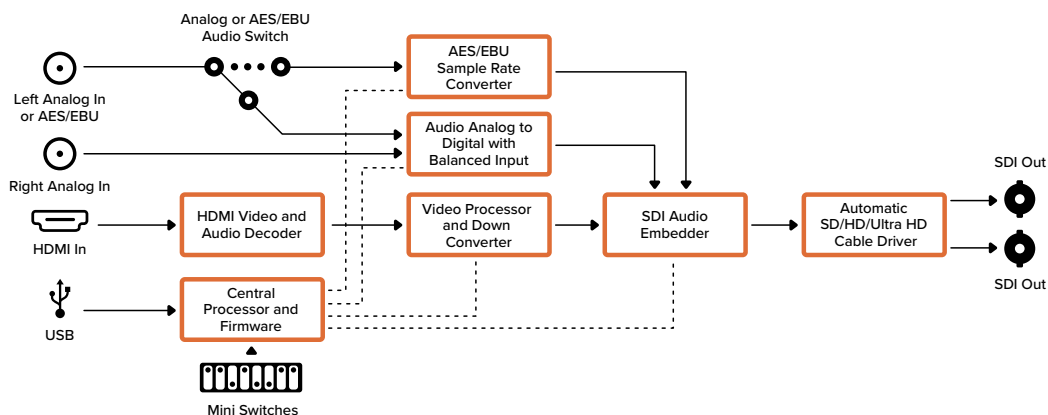 Analog or AES/EBU
Audio Switch
Left Analog In
or AES/EBU
AES/EBU
Sample Rate
Converter
Right Analog In
Audio Analog to
Digital with
Balanced Input
HDMI In
HDMI Video and
Audio Decoder
Video Processor
and Down
Converter
SDI Audio
Embedder
Automatic
SD/HD/Ultra HD
Cable Driver
SDI Out
SDI Out
USB
Central
Processor and
Firmware
Mini Switches